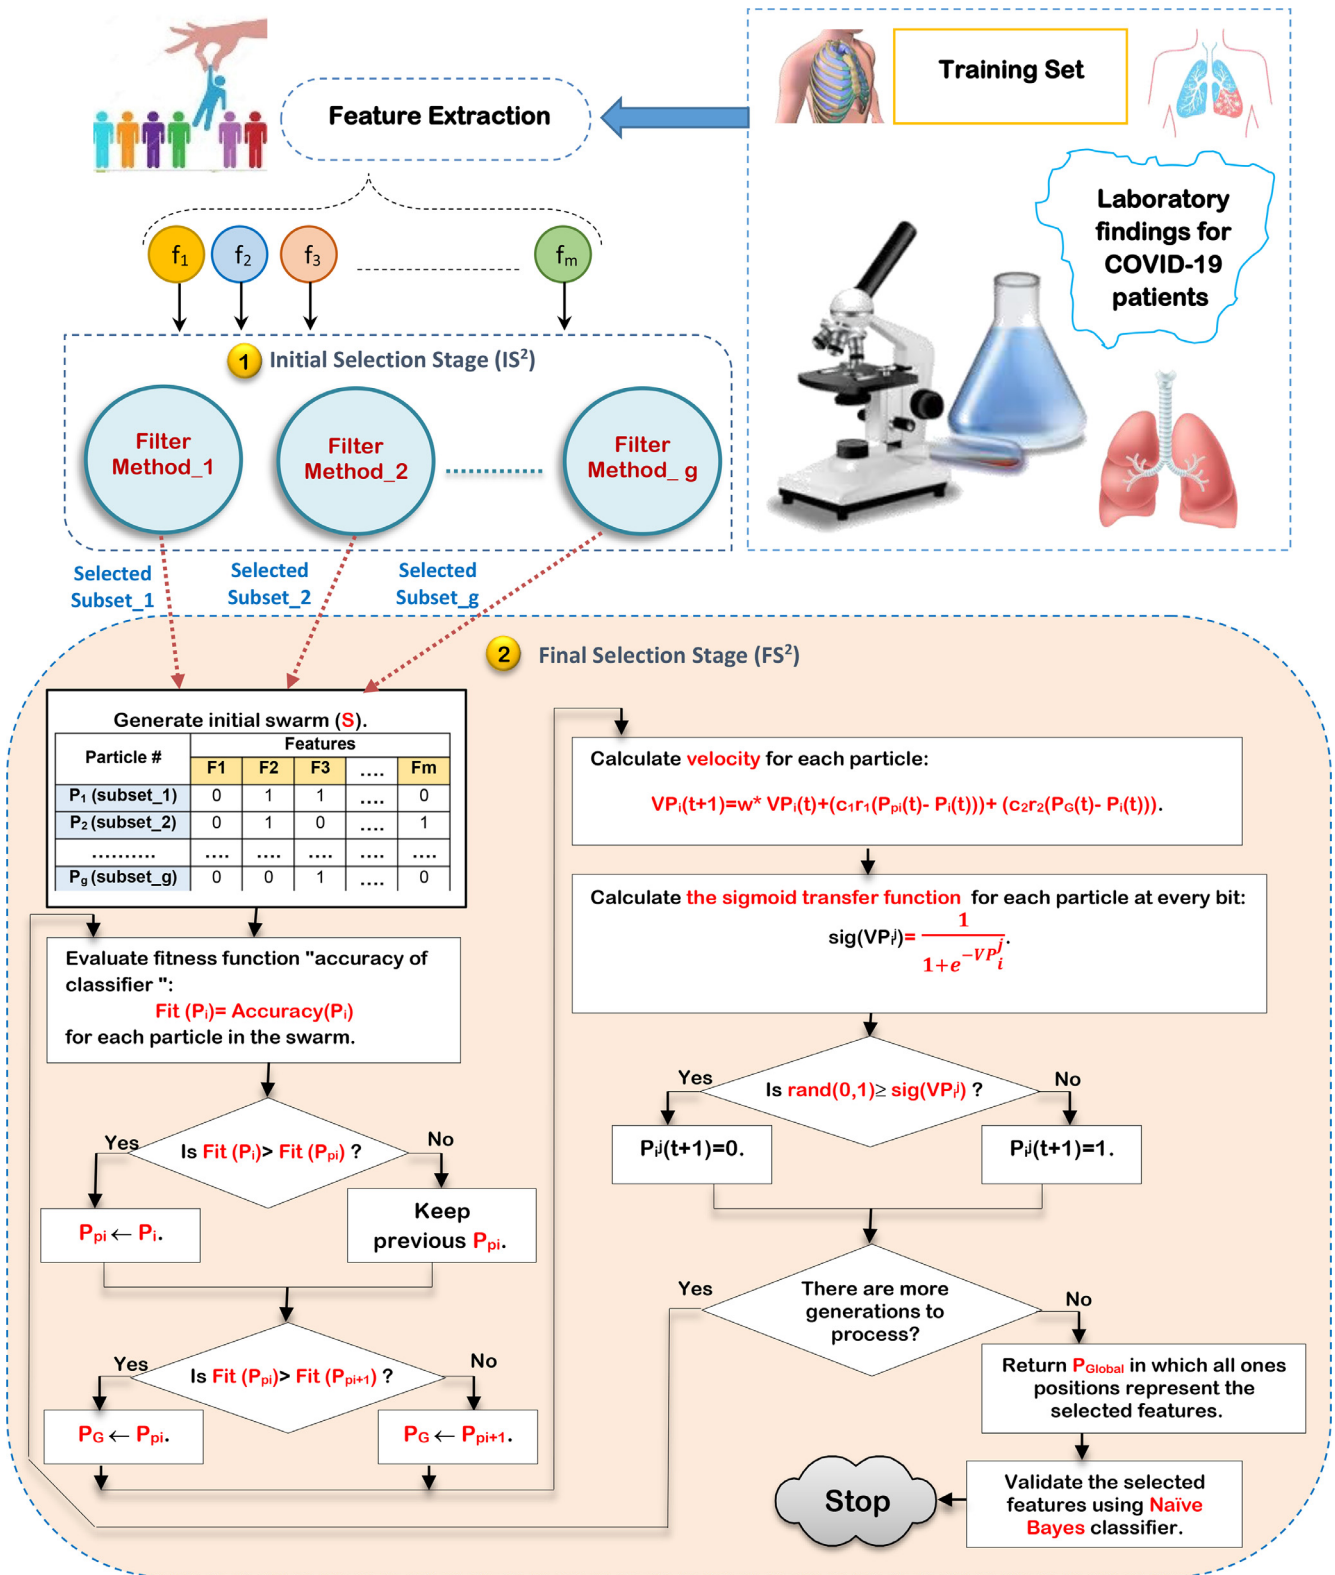 Training Set
Feature Extraction
Laboratory
findings for
COVID-19
patients
f1 f2 f3 fm
1 Initial Selection Stage (IS²)
Filter
Method_1
Filter
Method_2
Filter
Method_ g
Selected
Subset_1
Selected
Subset_2
Selected
Subset_g
2 Final Selection Stage (FS²)
Generate initial swarm (S).
Particle # Features
F1 F2 F3 .... Fm
P1 (subset_1) 0 1 1 .... 0
P2 (subset_2) 0 1 0 .... 1
.......... .... .... .... .... ....
Pg (subset_g) 0 0 1 .... 0
Evaluate fitness function "accuracy of
classifier ":
Fit (Pi)= Accuracy(Pi)
for each particle in the swarm.
Is Fit (Pi)> Fit (Ppi) ?
Yes
No
Ppi ← Pi.
Keep
previous Ppi.
Is Fit (Ppi)> Fit (Ppi+1) ?
Yes
No
PG ← Ppi.
PG ← Ppi+1.
Calculate velocity for each particle:
VPi(t+1)=w* VPi(t)+(c1r1(Ppi(t)- Pi(t)))+ (c2r2(PG(t)- Pi(t))).
Calculate the sigmoid transfer function for each particle at every bit:
sig(VPi^j)= 1 / (1+e^(-VPi^j)).
Is rand(0,1)≥ sig(VPi^j) ?
Yes
No
Pi^j(t+1)=0.
Pi^j(t+1)=1.
There are more
generations to
process?
Yes
No
Return PGlobal in which all ones
positions represent the
selected features.
Validate the selected
features using Naïve
Bayes classifier.
Stop